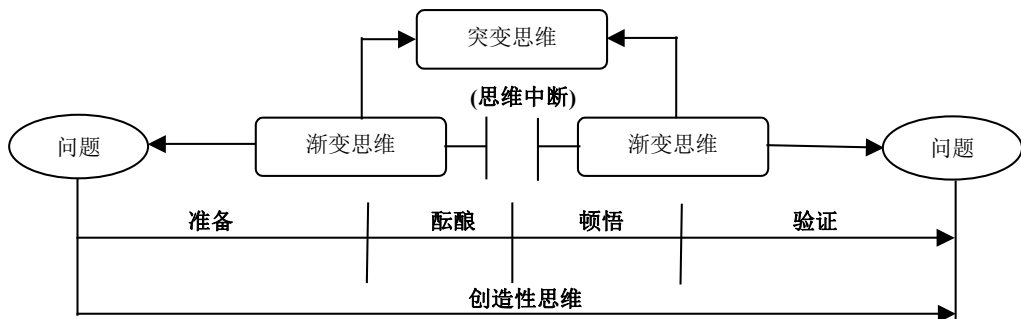 突变思维
(思维中断)
问题
渐变思维
渐变思维
问题
准备
酝酿
顿悟
验证
创造性思维